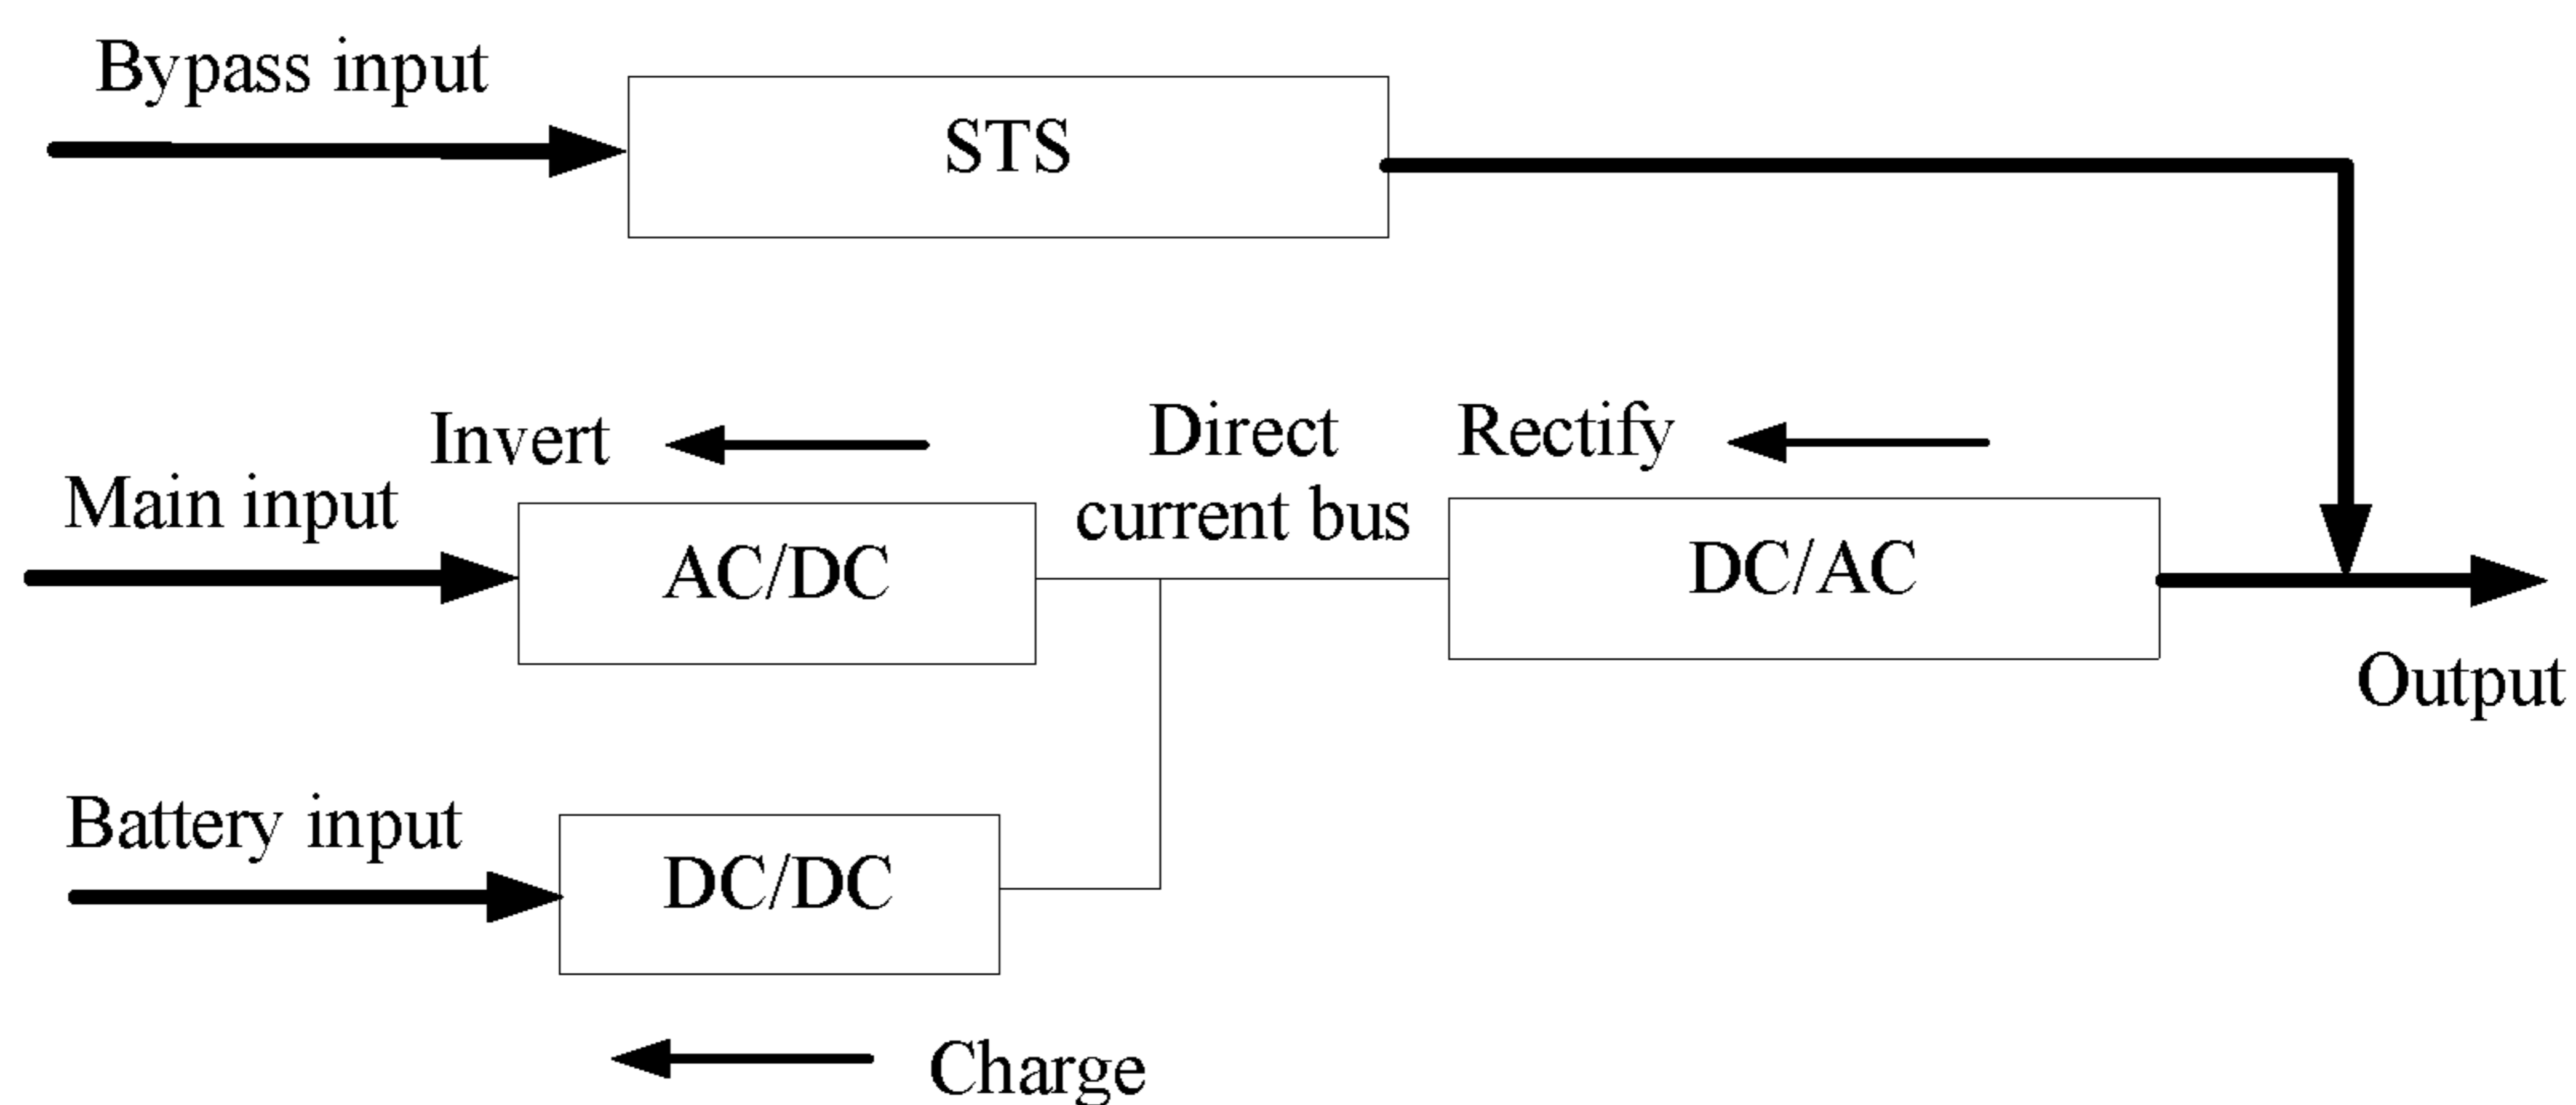 Bypass input
STS
Invert
Direct
current bus
Rectify
Main input
AC/DC
DC/AC
Output
Battery input
DC/DC
Charge